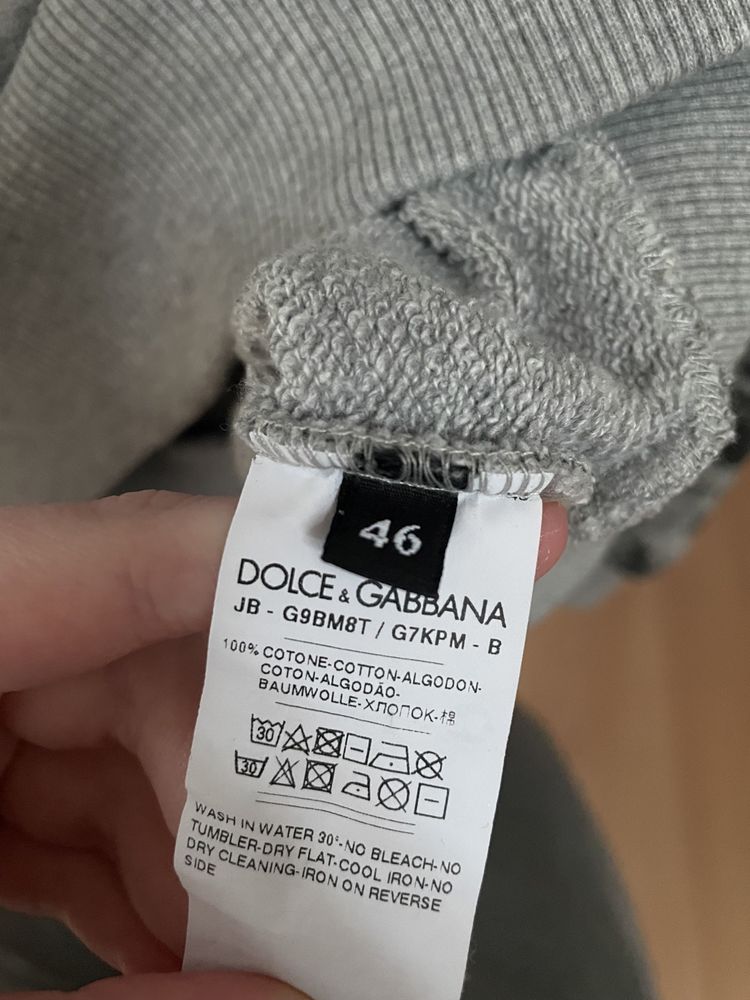 46
DOLCE & GABBANA
JB - G9BM8T / G7KPM - B
100% COTONE-COTTON-ALGODON-
COTON-ALGODÃO-
BAUMWOLLE-ХЛОПОК-棉
30
30
WASH IN WATER 30°-NO BLEACH-NO
TUMBLER-DRY FLAT-COOL IRON-NO
DRY CLEANING-IRON ON REVERSE
SIDE